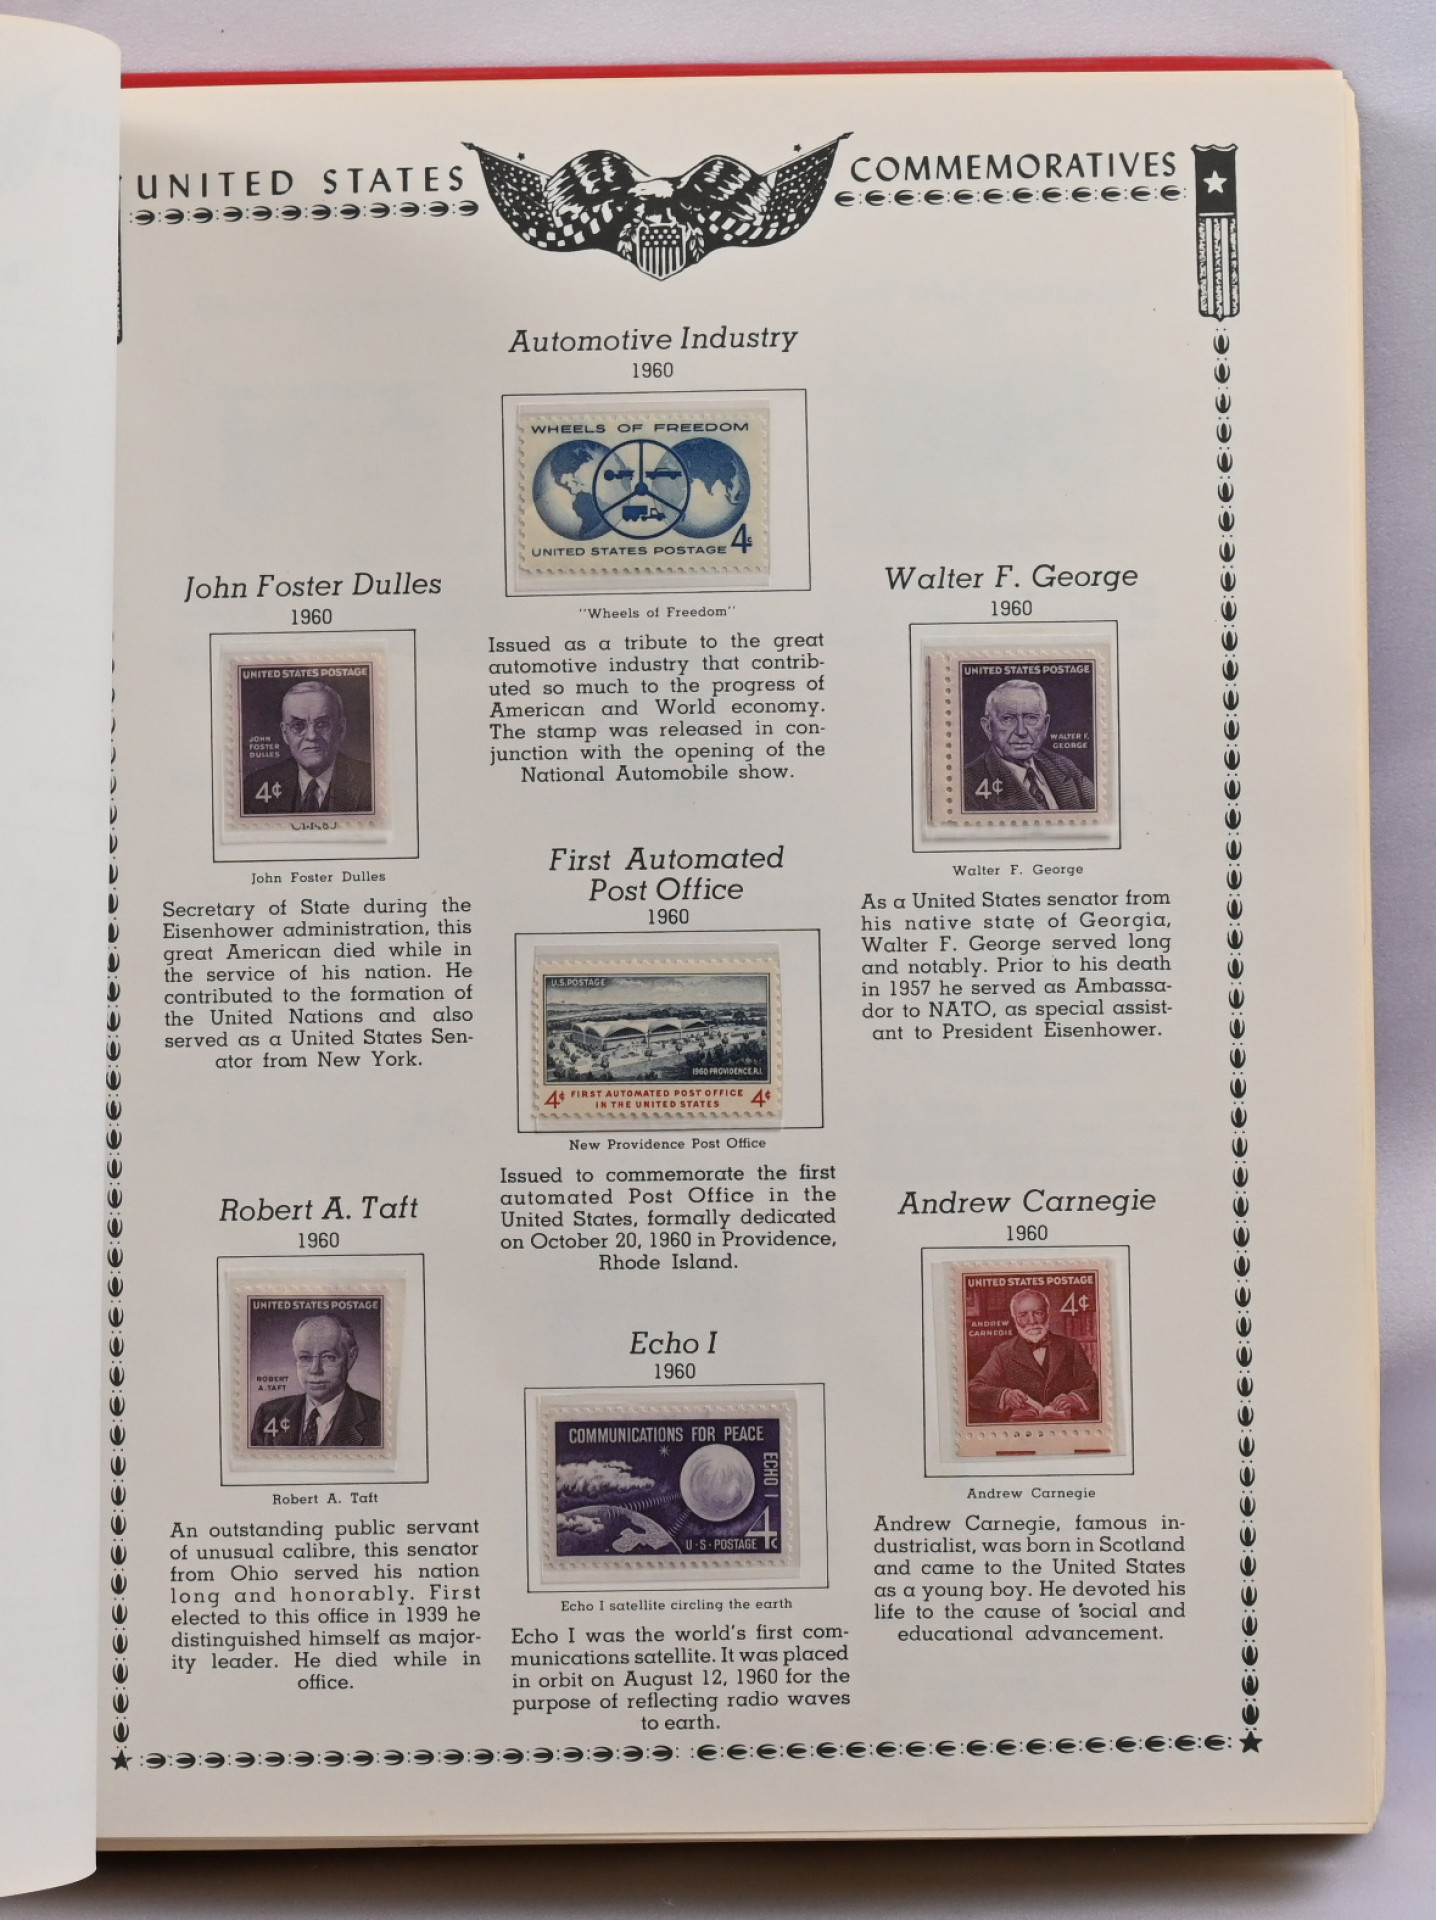 UNITED STATES
COMMEMORATIVES
Automotive Industry
1960
WHEELS OF FREEDOM
UNITED STATES POSTAGE 4c
"Wheels of Freedom"
Issued as a tribute to the great
automotive industry that contrib-
uted so much to the progress of
American and World economy.
The stamp was released in con-
junction with the opening of the
National Automobile show.
John Foster Dulles
1960
UNITED STATES POSTAGE
JOHN
FOSTER
DULLES
4¢
John Foster Dulles
Secretary of State during the
Eisenhower administration, this
great American died while in
the service of his nation. He
contributed to the formation of
the United Nations and also
served as a United States Sen-
ator from New York.
Walter F. George
1960
UNITED STATES POSTAGE
WALTER F.
GEORGE
4¢
Walter F. George
As a United States senator from
his native state of Georgia,
Walter F. George served long
and notably. Prior to his death
in 1957 he served as Ambassa-
dor to NATO, as special assist-
ant to President Eisenhower.
First Automated
Post Office
1960
U.S. POSTAGE
1960 PROVIDENCE, R.I.
4¢ FIRST AUTOMATED POST OFFICE 4¢
IN THE UNITED STATES
New Providence Post Office
Issued to commemorate the first
automated Post Office in the
United States, formally dedicated
on October 20, 1960 in Providence,
Rhode Island.
Robert A. Taft
1960
UNITED STATES POSTAGE
ROBERT
A. TAFT
4¢
Robert A. Taft
An outstanding public servant
of unusual calibre, this senator
from Ohio served his nation
long and honorably. First
elected to this office in 1939 he
distinguished himself as major-
ity leader. He died while in
office.
Echo I
1960
COMMUNICATIONS FOR PEACE
ECHO I
U·S·POSTAGE 4c
Echo I satellite circling the earth
Echo I was the world's first com-
munications satellite. It was placed
in orbit on August 12, 1960 for the
purpose of reflecting radio waves
to earth.
Andrew Carnegie
1960
UNITED STATES POSTAGE
4¢
ANDREW
CARNEGIE
Andrew Carnegie
Andrew Carnegie, famous in-
dustrialist, was born in Scotland
and came to the United States
as a young boy. He devoted his
life to the cause of social and
educational advancement.